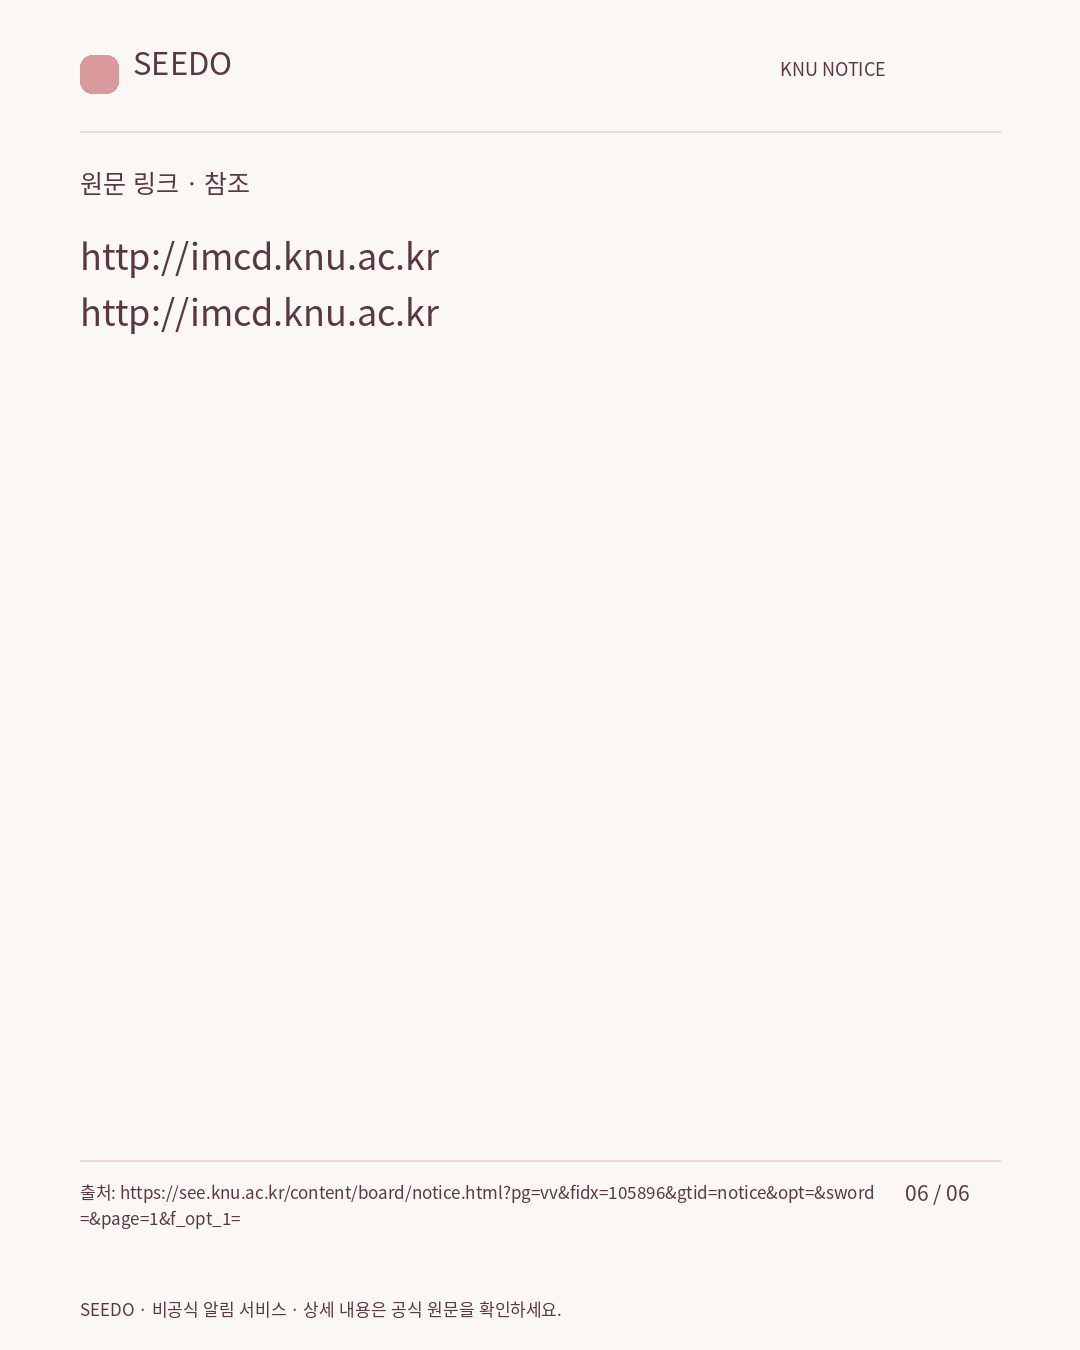 SEEDO
KNU NOTICE
원문 링크 · 참조
http://imcd.knu.ac.kr
http://imcd.knu.ac.kr
출처: https://see.knu.ac.kr/content/board/notice.html?pg=vv&fidx=105896&gtid=notice&opt=&sword
=&page=1&f_opt_1=
06 / 06
SEEDO · 비공식 알림 서비스 · 상세 내용은 공식 원문을 확인하세요.